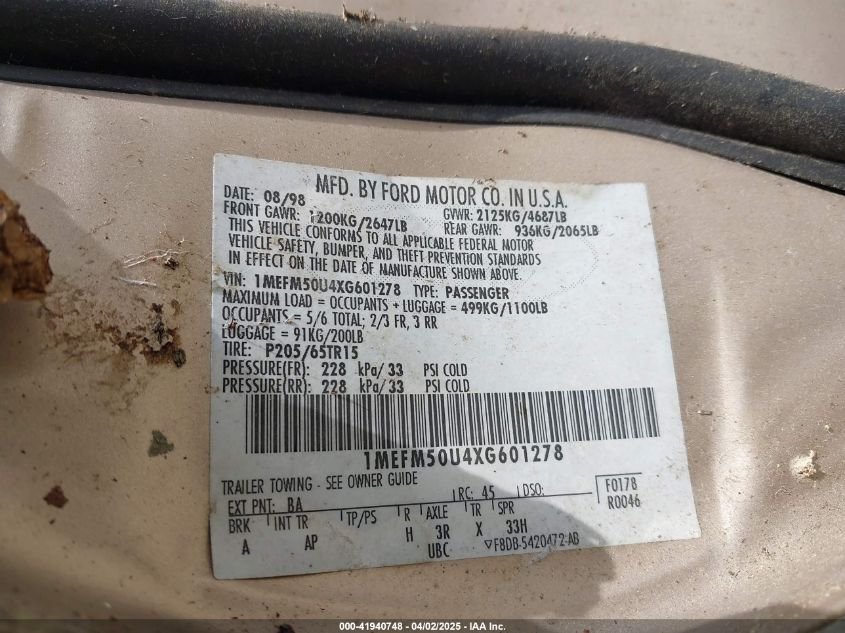 MFD. BY FORD MOTOR CO. IN U.S.A.
DATE: 08/98 GVWR: 2125KG/4687LB
FRONT GAWR: 1200KG/2647LB REAR GAWR: 936KG/2065LB
THIS VEHICLE CONFORMS TO ALL APPLICABLE FEDERAL MOTOR
VEHICLE SAFETY, BUMPER, AND THEFT PREVENTION STANDARDS
IN EFFECT ON THE DATE OF MANUFACTURE SHOWN ABOVE.
VIN: 1MEFM50U4XG601278 TYPE: PASSENGER
MAXIMUM LOAD = OCCUPANTS + LUGGAGE = 499KG/1100LB
OCCUPANTS = 5/6 TOTAL; 2/3 FR, 3 RR
LUGGAGE = 91KG/200LB
TIRE: P205/65TR15
PRESSURE(FR): 228 kPa/33 PSI COLD
PRESSURE(RR): 228 kPa/33 PSI COLD
1MEFM50U4XG601278
TRAILER TOWING - SEE OWNER GUIDE
EXT PNT: BA RC: 45 DSO: F0178
R0046
BRK INT TR TP/PS R AXLE TR SPR
A AP H 3R X 33H
UBC ▽F8DB-5420472-AB
000-41940748 - 04/02/2025 - IAA Inc.